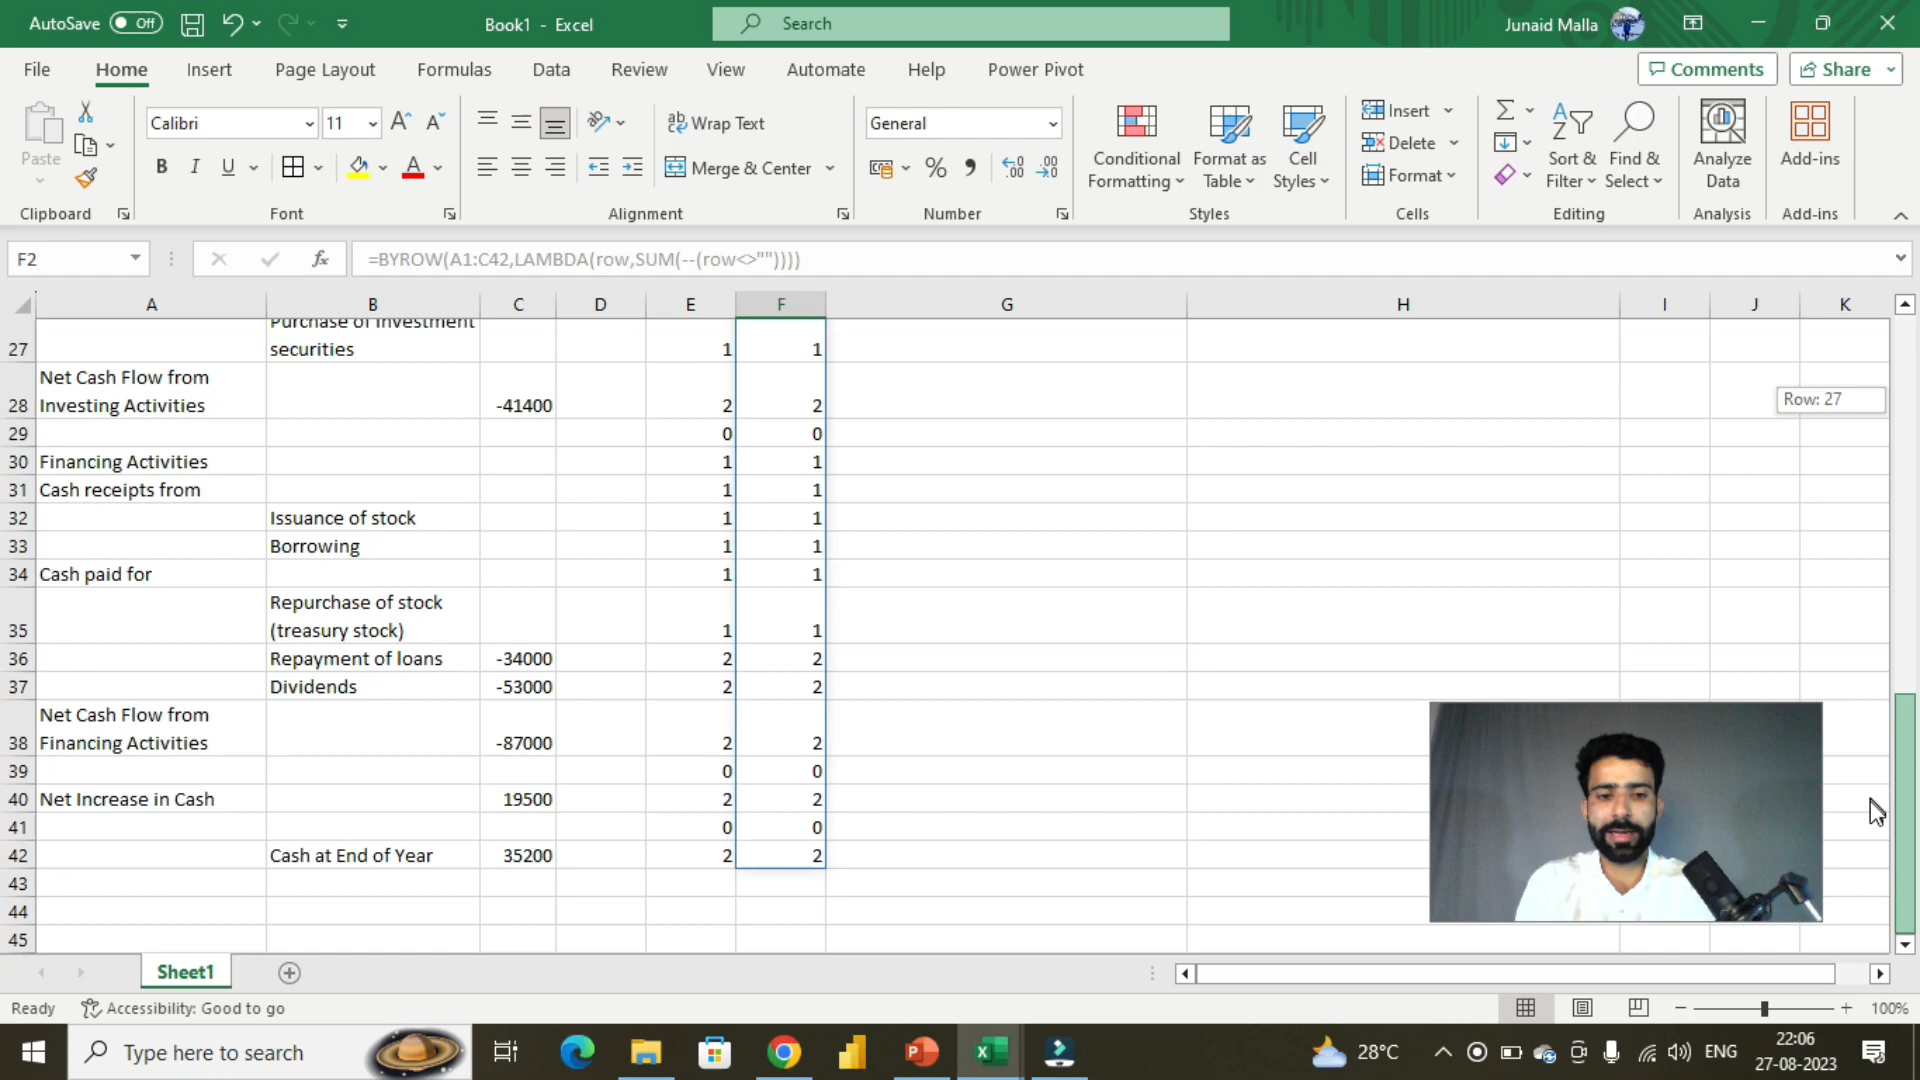 AutoSave Off Book1 - Excel Search Junaid Malla
File Home Insert Page Layout Formulas Data Review View Automate Help Power Pivot Comments Share
Paste Calibri 11 Wrap Text General Insert
Merge & Center Conditional Formatting Format as Table Cell Styles Delete Sort & Filter Find & Select Analyze Data Add-ins
Format
Clipboard Font Alignment Number Styles Cells Editing Analysis Add-ins
F2 =BYROW(A1:C42,LAMBDA(row,SUM(--(row<>""))))
A B C D E F G H I J K
Purchase of Investment
27 securities 1 1
Net Cash Flow from
28 Investing Activities -41400 2 2
Row: 27
29 0 0
30 Financing Activities 1 1
31 Cash receipts from 1 1
32 Issuance of stock 1 1
33 Borrowing 1 1
34 Cash paid for 1 1
Repurchase of stock
35 (treasury stock) 1 1
36 Repayment of loans -34000 2 2
37 Dividends -53000 2 2
Net Cash Flow from
38 Financing Activities -87000 2 2
39 0 0
40 Net Increase in Cash 19500 2 2
41 0 0
42 Cash at End of Year 35200 2 2
43
44
45
Sheet1
Ready Accessibility: Good to go 100%
Type here to search 28°C ENG 22:06
27-08-2023